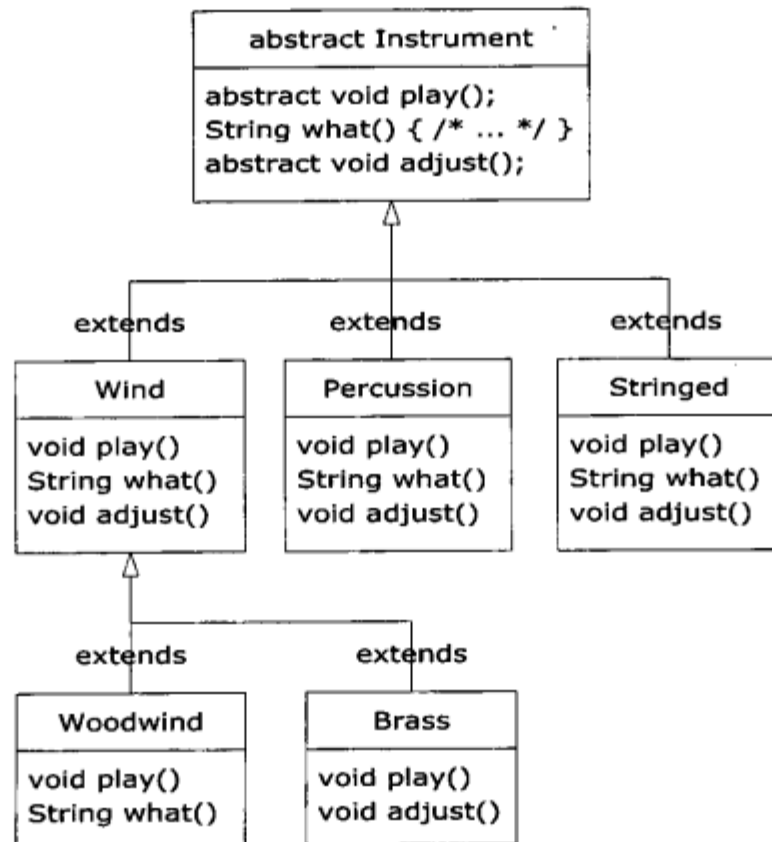 abstract Instrument
abstract void play();
String what() { /* ... */ }
abstract void adjust();
extends
extends
extends
Wind
void play()
String what()
void adjust()
Percussion
void play()
String what()
void adjust()
Stringed
void play()
String what()
void adjust()
extends
extends
Woodwind
void play()
String what()
Brass
void play()
void adjust()